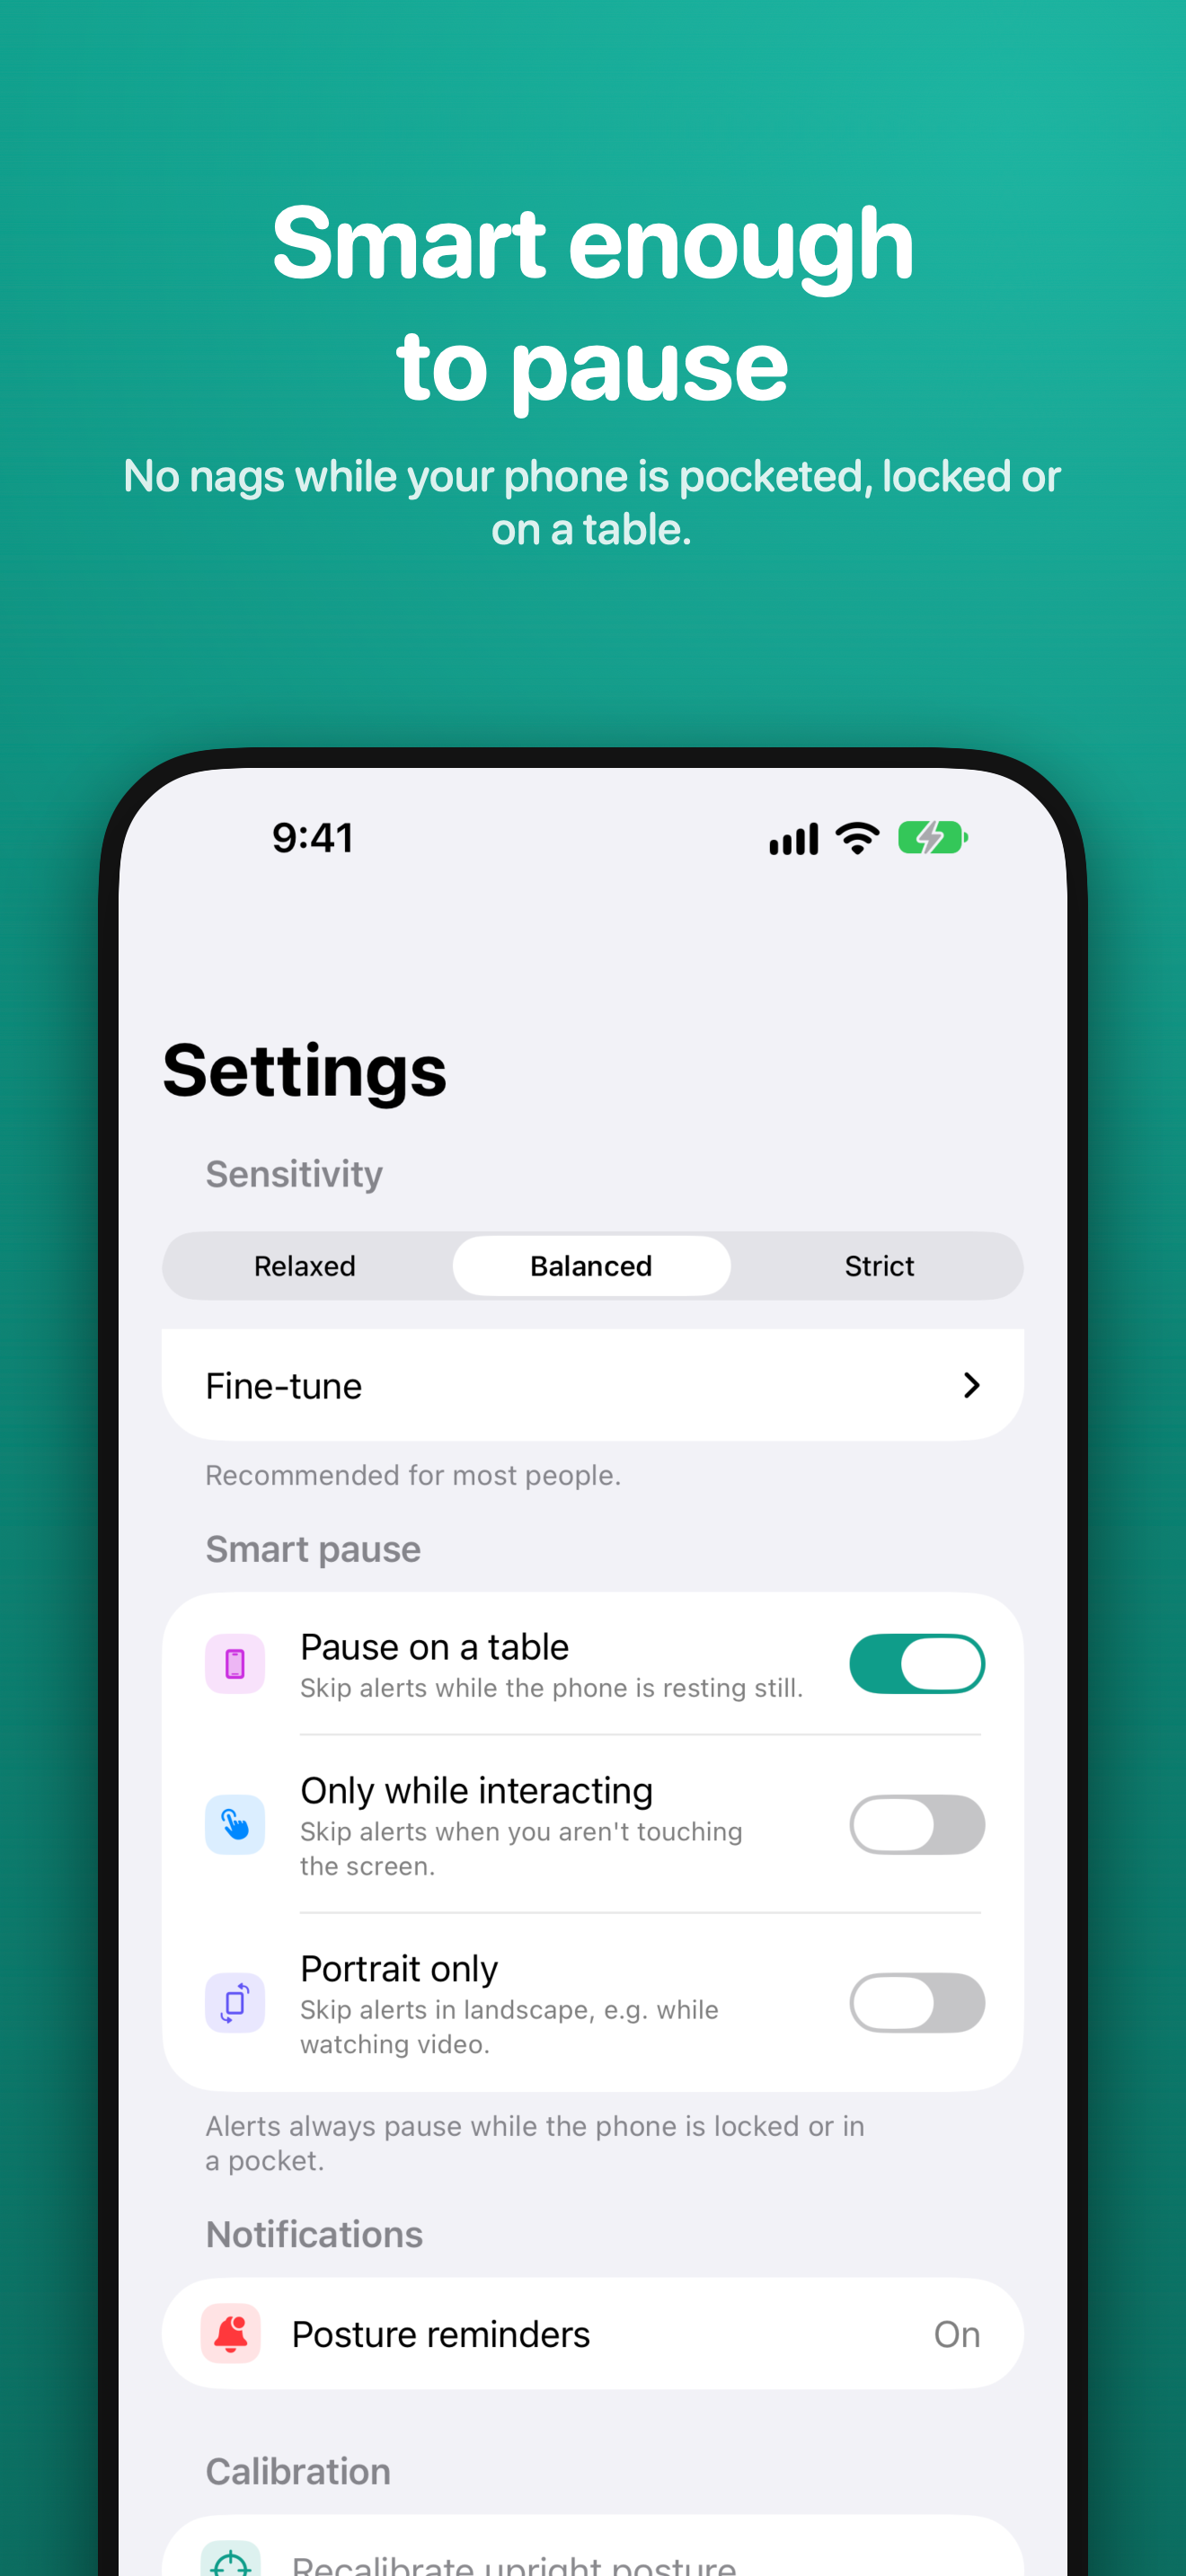 Smart enough
to pause
No nags while your phone is pocketed, locked or
on a table.
9:41
Settings
Sensitivity
Relaxed
Balanced
Strict
Fine-tune
Recommended for most people.
Smart pause
Pause on a table
Skip alerts while the phone is resting still.
Only while interacting
Skip alerts when you aren't touching
the screen.
Portrait only
Skip alerts in landscape, e.g. while
watching video.
Alerts always pause while the phone is locked or in
a pocket.
Notifications
Posture reminders
On
Calibration
Recalibrate upright posture